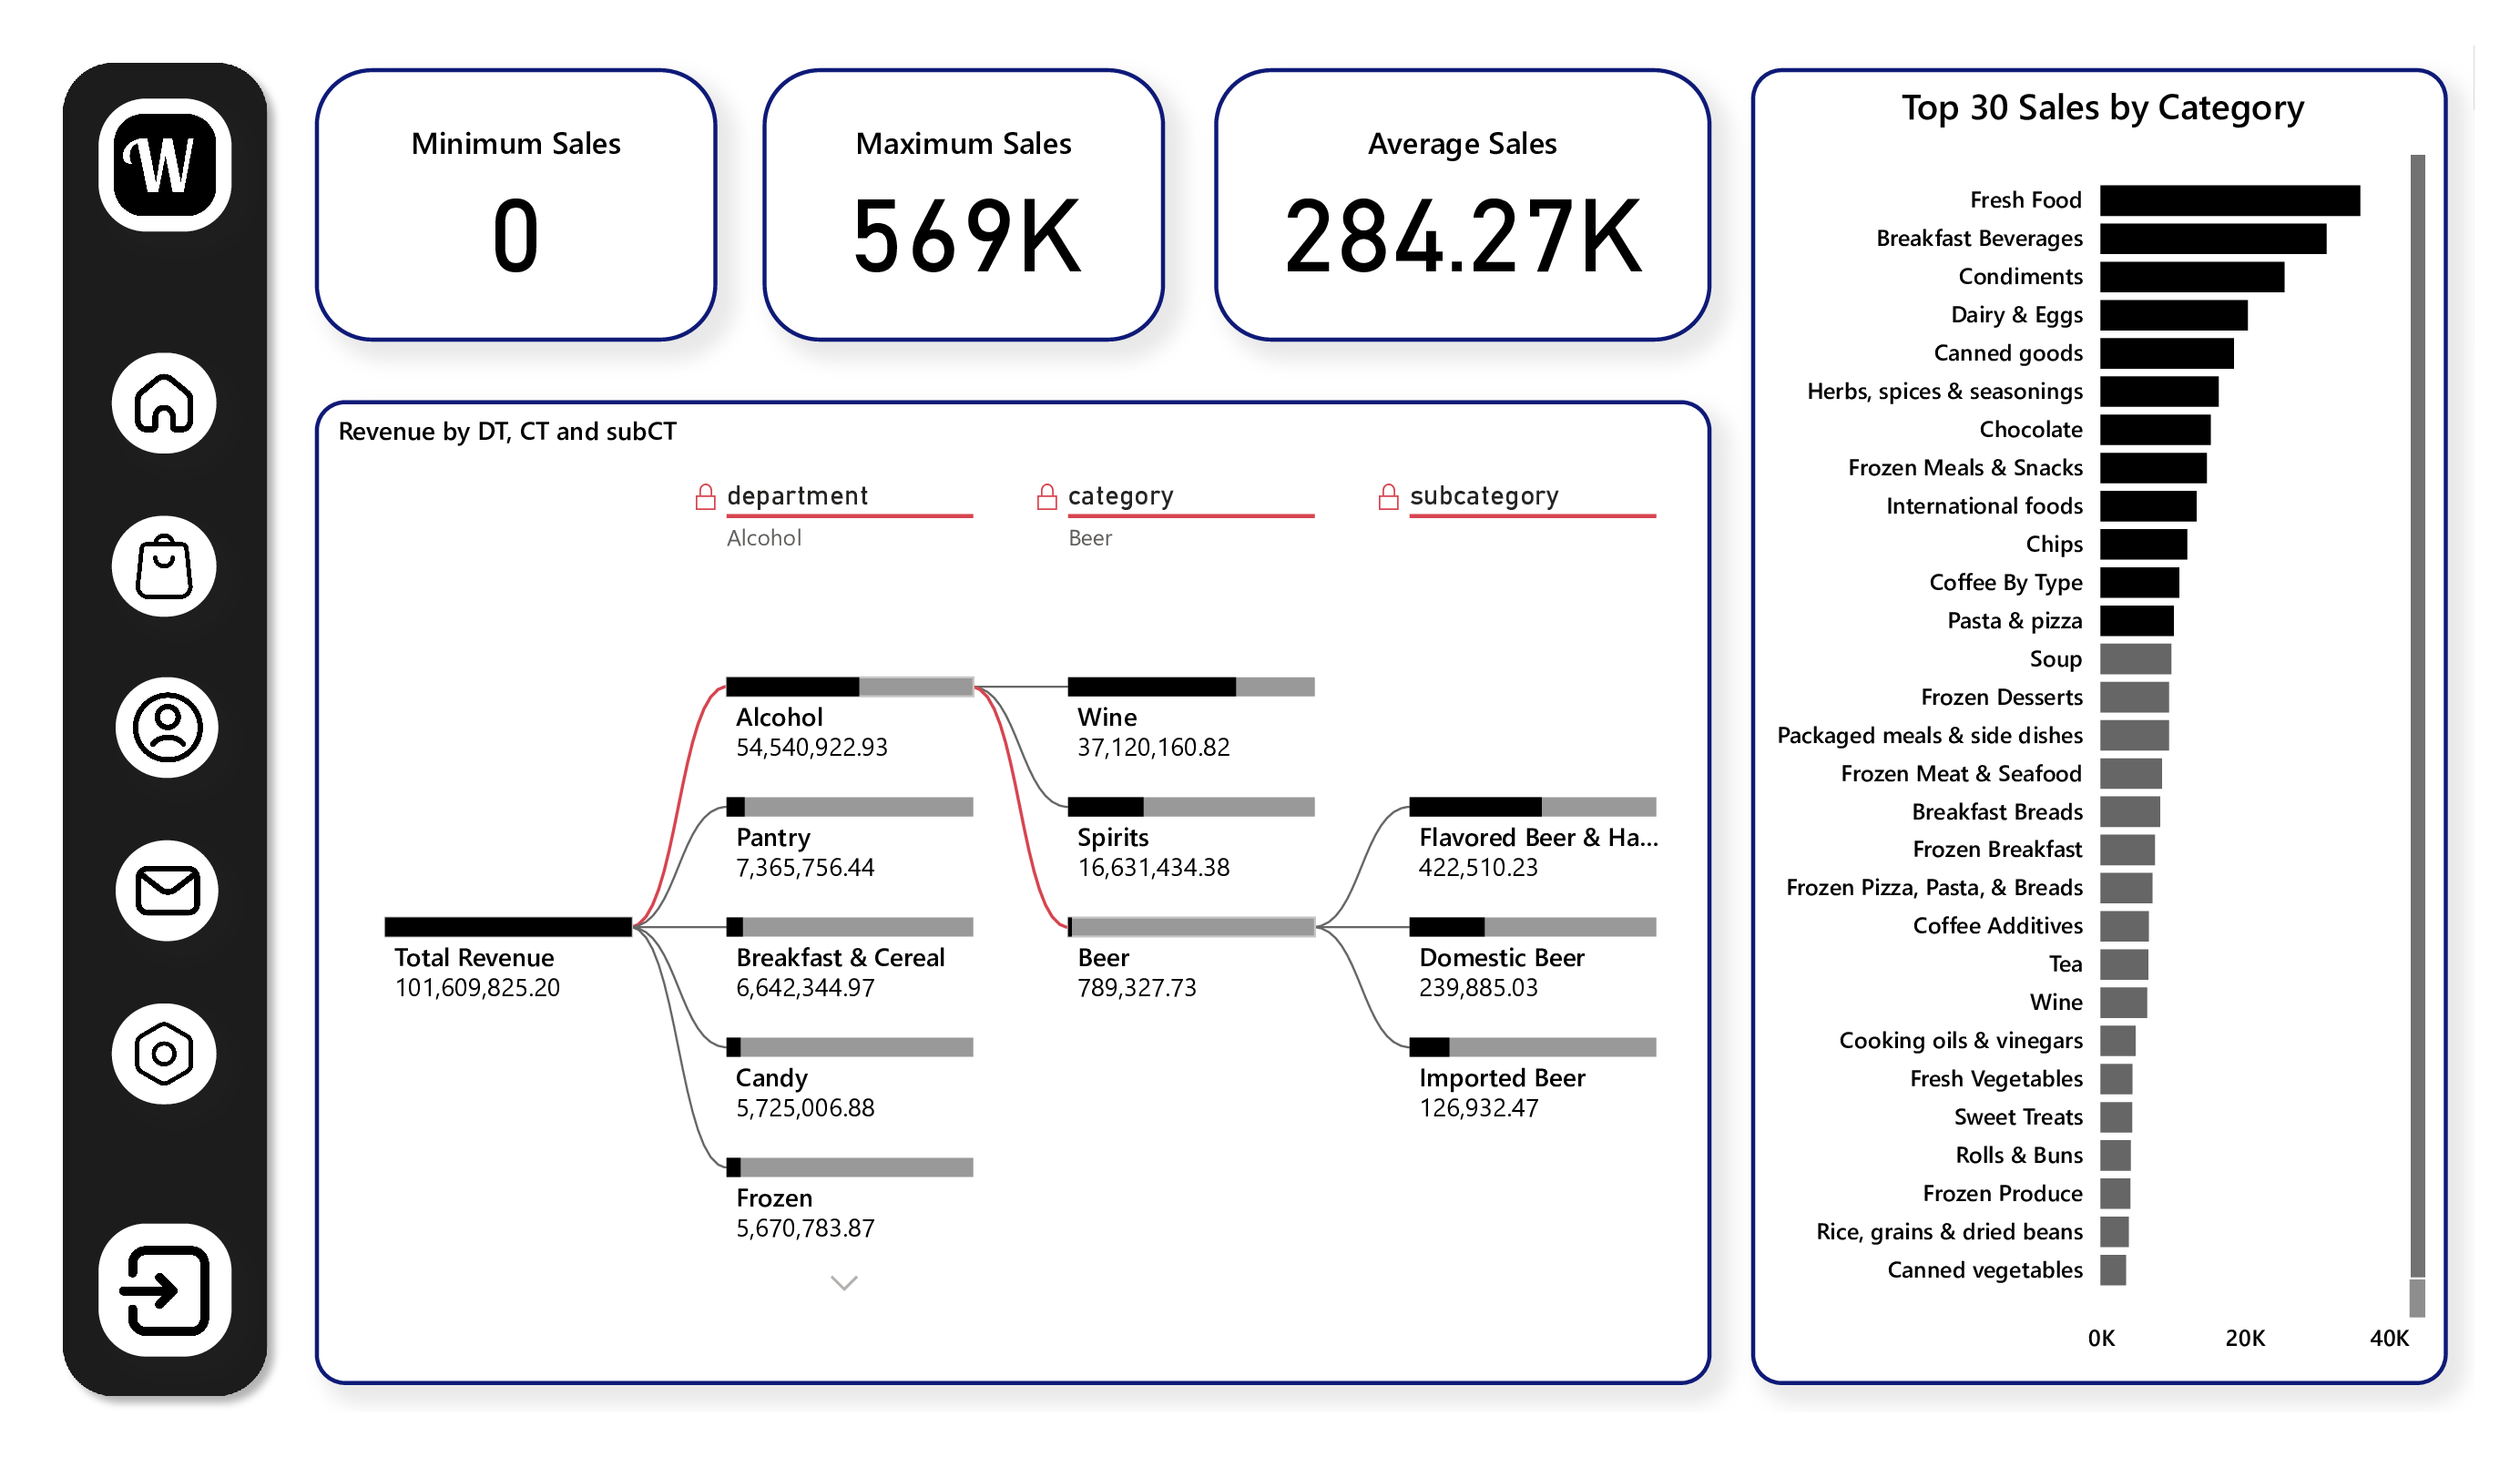 W
Minimum Sales
0
Maximum Sales
569K
Average Sales
284.27K
Revenue by DT, CT and subCT
department
Alcohol
category
Beer
subcategory
Total Revenue
101,609,825.20
Alcohol
54,540,922.93
Pantry
7,365,756.44
Breakfast & Cereal
6,642,344.97
Candy
5,725,006.88
Frozen
5,670,783.87
Wine
37,120,160.82
Spirits
16,631,434.38
Beer
789,327.73
Flavored Beer & Ha...
422,510.23
Domestic Beer
239,885.03
Imported Beer
126,932.47
Top 30 Sales by Category
Fresh Food
Breakfast Beverages
Condiments
Dairy & Eggs
Canned goods
Herbs, spices & seasonings
Chocolate
Frozen Meals & Snacks
International foods
Chips
Coffee By Type
Pasta & pizza
Soup
Frozen Desserts
Packaged meals & side dishes
Frozen Meat & Seafood
Breakfast Breads
Frozen Breakfast
Frozen Pizza, Pasta, & Breads
Coffee Additives
Tea
Wine
Cooking oils & vinegars
Fresh Vegetables
Sweet Treats
Rolls & Buns
Frozen Produce
Rice, grains & dried beans
Canned vegetables
0K 20K 40K